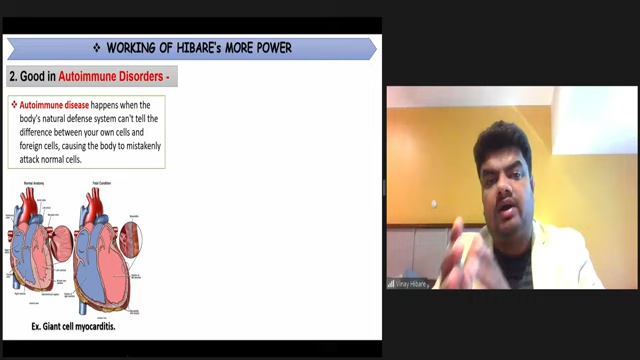 ❖ WORKING OF HIBARE's MORE POWER
2. Good in Autoimmune Disorders -
❖ Autoimmune disease happens when the
body's natural defense system can't tell the
difference between your own cells and
foreign cells, causing the body to mistakenly
attack normal cells.
Normal Anatomy
Fatal Condition
Ex. Giant cell myocarditis.
Vinay Hibare